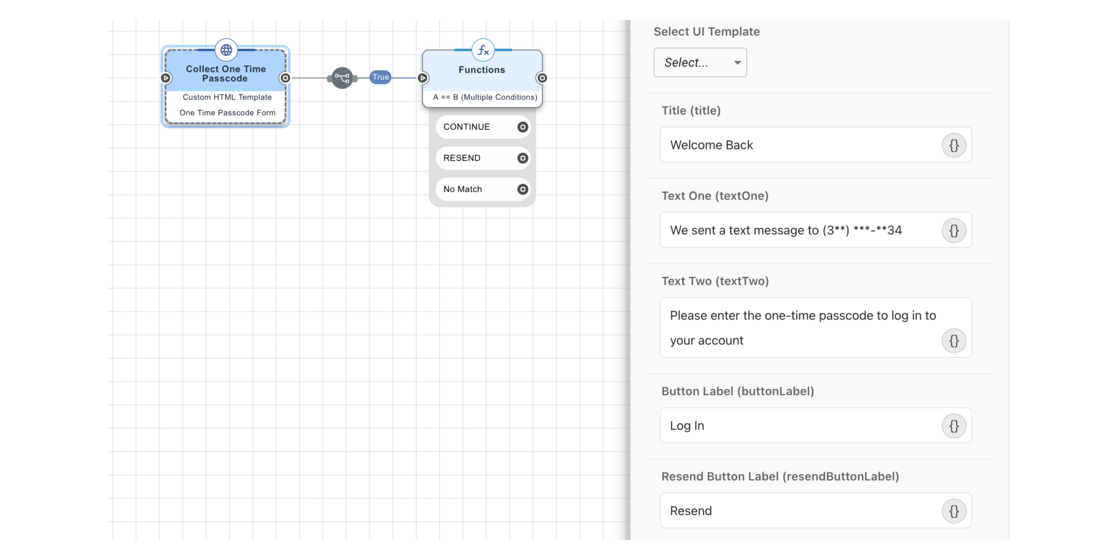 Collect One Time
Passcode
Custom HTML Template
One Time Passcode Form
True
fx
Functions
A == B (Multiple Conditions)
CONTINUE
RESEND
No Match
Select UI Template
Select...
Title (title)
Welcome Back
{}
Text One (textOne)
We sent a text message to (3**) ***-**34
{}
Text Two (textTwo)
Please enter the one-time passcode to log in to
your account
{}
Button Label (buttonLabel)
Log In
{}
Resend Button Label (resendButtonLabel)
Resend
{}